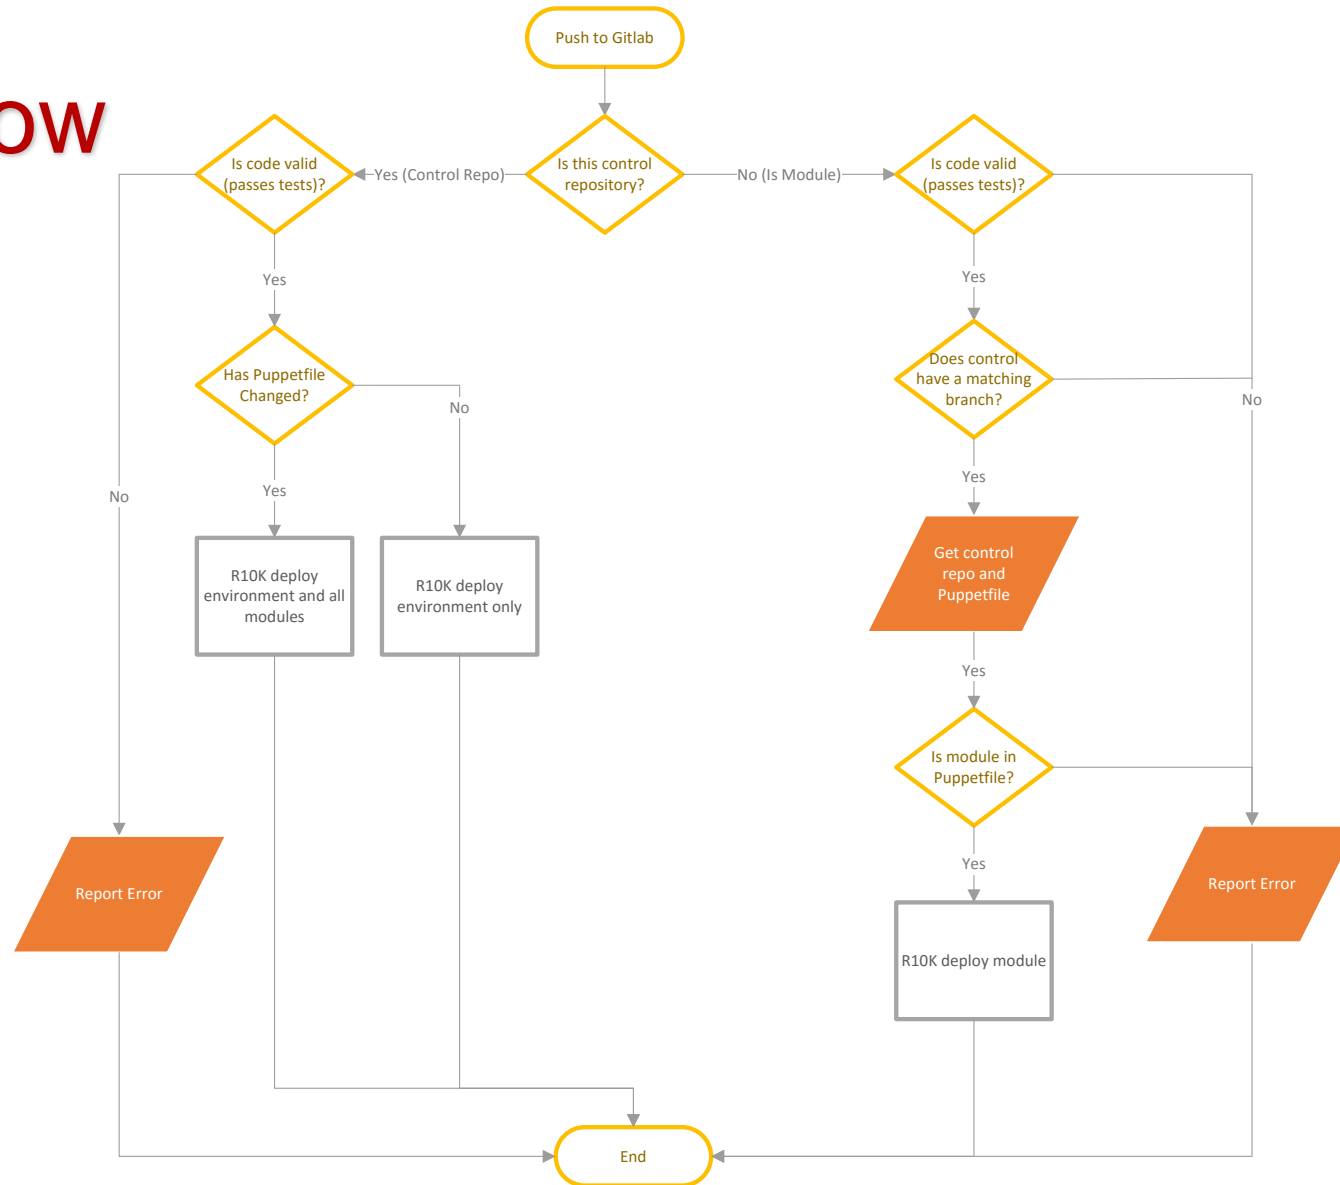 Push to Gitlab
ow
Is code valid
(passes tests)?
Yes (Control Repo)
Is this control
repository?
No (Is Module)
Is code valid
(passes tests)?
Yes
Yes
Has Puppetfile
Changed?
No
Does control
have a matching
branch?
No
No
Yes
Yes
R10K deploy
environment and all
modules
R10K deploy
environment only
Get control
repo and
Puppetfile
Yes
Is module in
Puppetfile?
Yes
Report Error
Report Error
R10K deploy module
End